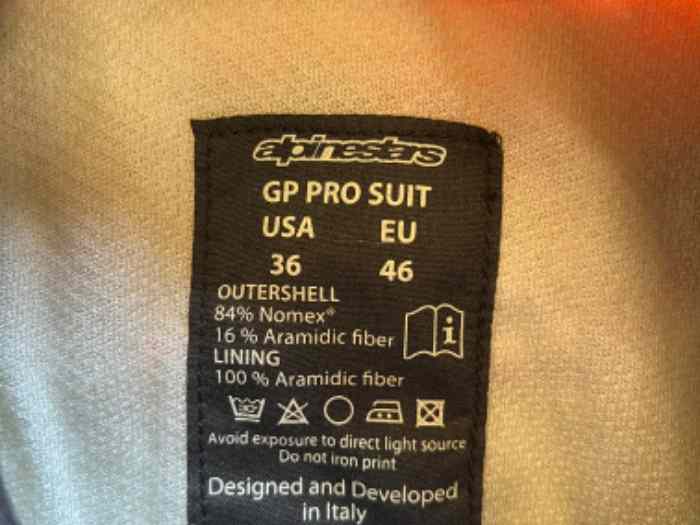 alpinestars
GP PRO SUIT
USA EU
36 46
OUTERSHELL
84% Nomex®
16 % Aramidic fiber
LINING
100 % Aramidic fiber
Avoid exposure to direct light source
Do not iron print
Designed and Developed
in Italy